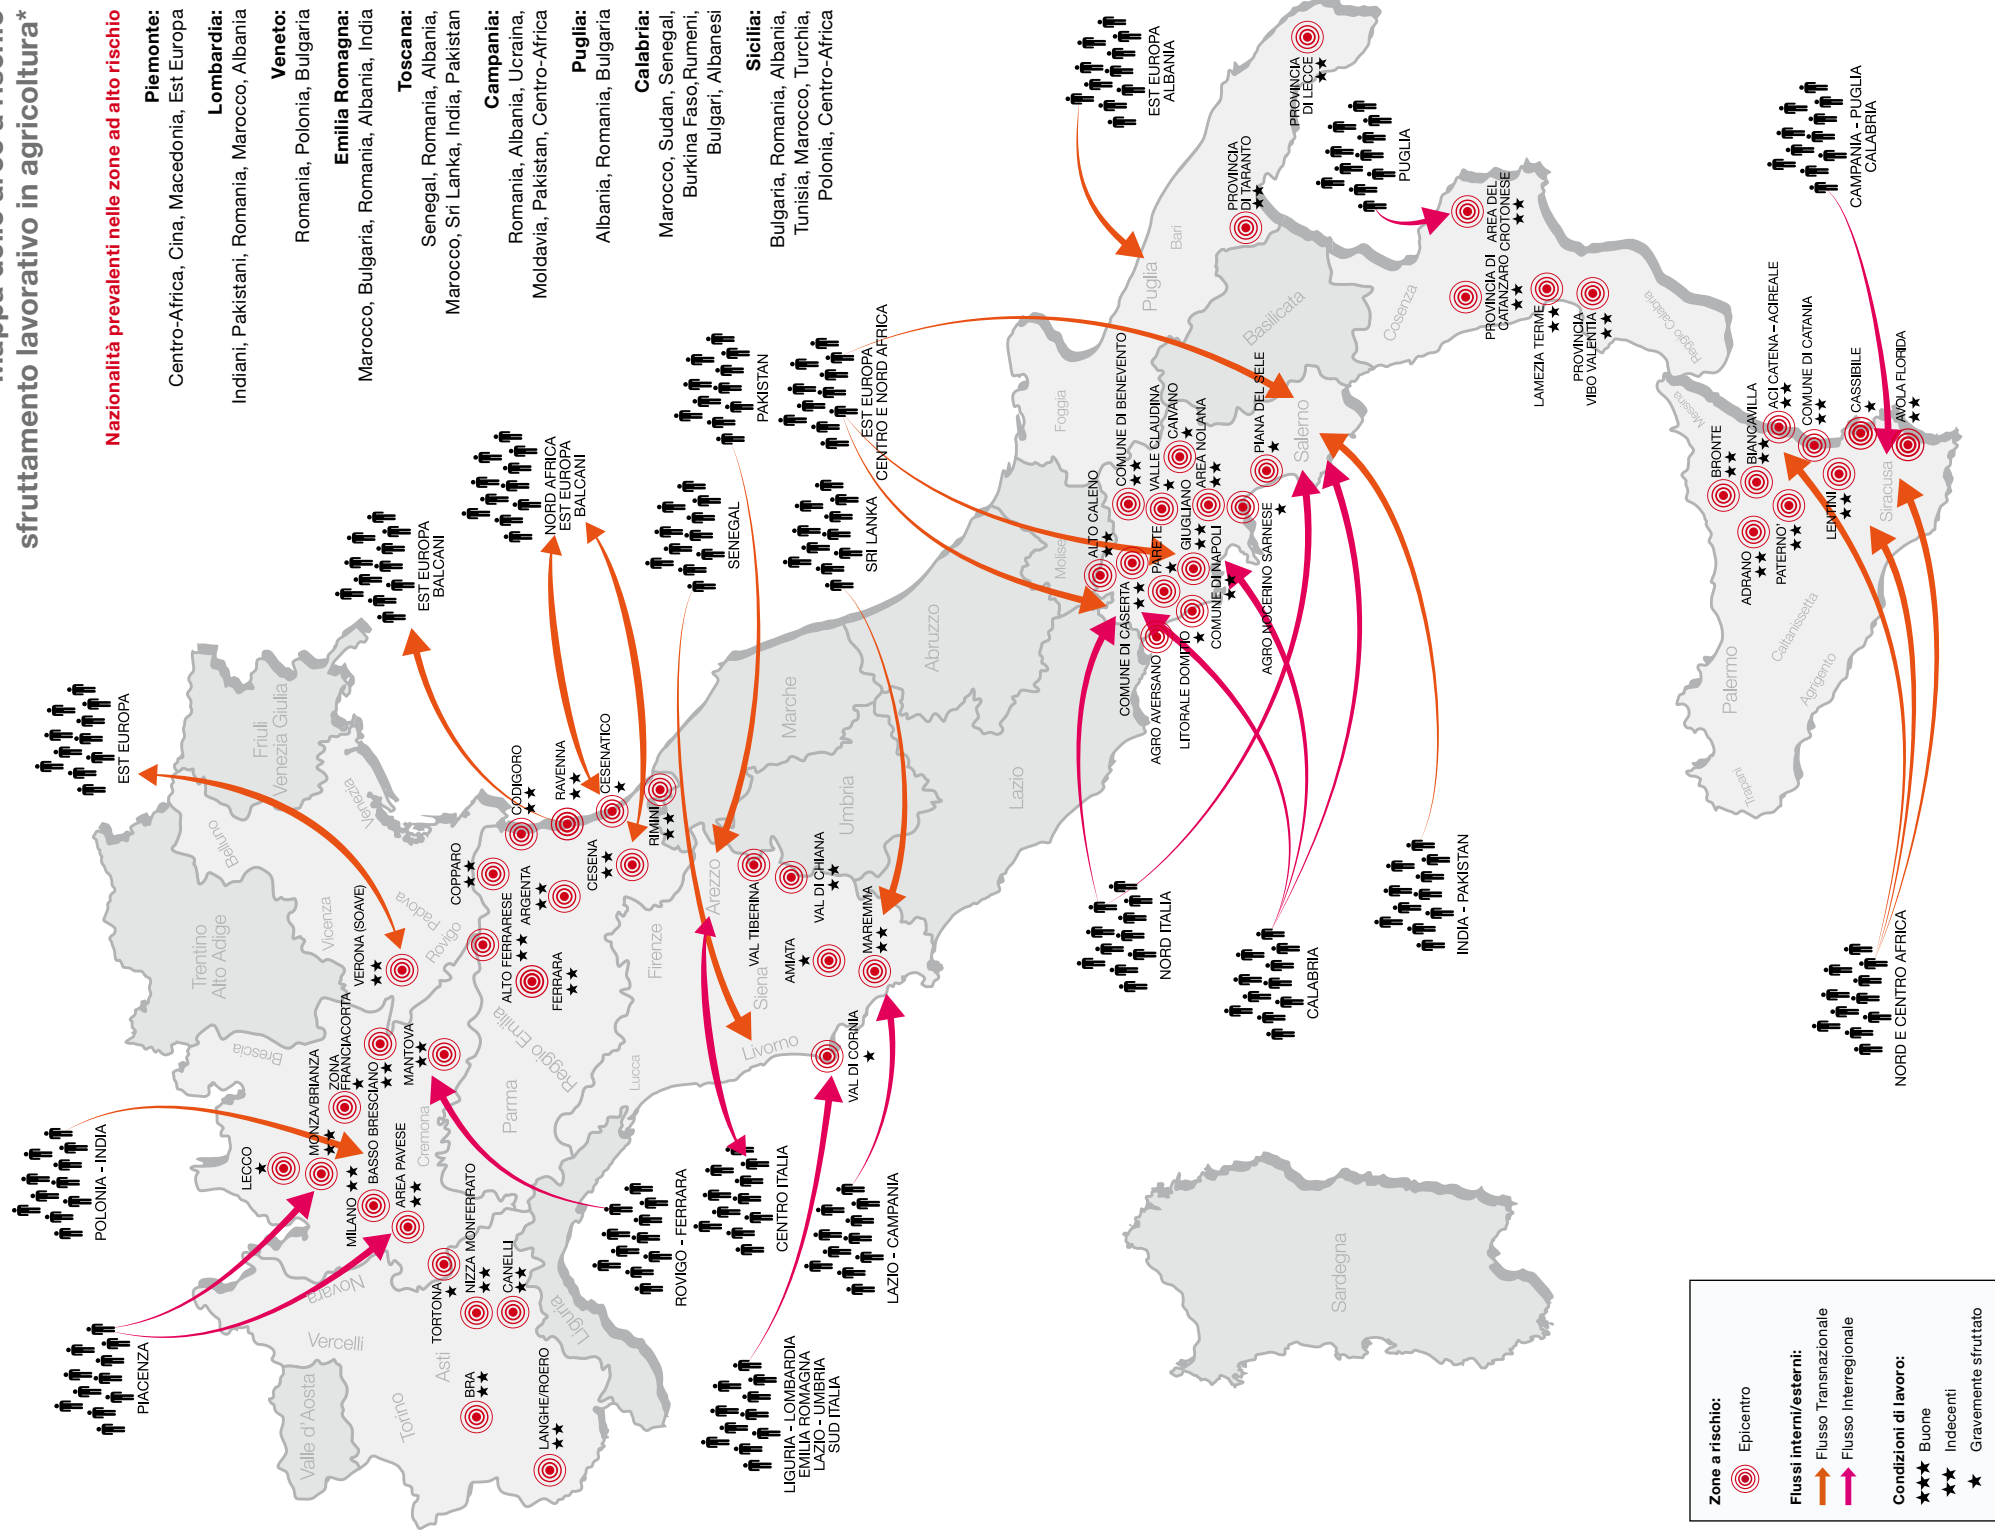 sfruttamento lavorativo in agricoltura*
Nazionalità prevalenti nelle zone ad alto rischio
Piemonte:
Centro-Africa, Cina, Macedonia, Est Europa
Lombardia:
Indiani, Pakistani, Romania, Marocco, Albania
Veneto:
Romania, Polonia, Bulgaria
Emilia Romagna:
Marocco, Bulgaria, Romania, Albania, India
Toscana:
Senegal, Romania, Albania,
Marocco, Sri Lanka, India, Pakistan
Campania:
Romania, Albania, Ucraina,
Moldavia, Pakistan, Centro-Africa
Puglia:
Albania, Romania, Bulgaria
Calabria:
Marocco, Sudan, Senegal,
Burkina Faso,Rumeni,
Bulgari, Albanesi
Sicilia:
Bulgaria, Romania, Albania,
Tunisia, Marocco, Turchia,
Polonia, Centro-Africa
PIACENZA
POLONIA - INDIA
EST EUROPA
EST EUROPA
BALCANI
NORD AFRICA
EST EUROPA
BALCANI
SENEGAL
PAKISTAN
SRI LANKA
EST EUROPA
CENTRO E NORD AFRICA
EST EUROPA
ALBANIA
PUGLIA
CAMPANIA - PUGLIA
CALABRIA
ROVIGO - FERRARA
CENTRO ITALIA
LAZIO - CAMPANIA
LIGURIA - LOMBARDIA
EMILIA ROMAGNA
LAZIO - UMBRIA
SUD ITALIA
NORD ITALIA
CALABRIA
INDIA - PAKISTAN
NORD E CENTRO AFRICA
Valle d'Aosta
Torino
Vercelli
Novara
Asti
Liguria
Brescia
Cremona
Trentino
Alto Adige
Belluno
Vicenza
Padova
Rovigo
Venezia
Friuli
Venezia Giulia
Parma
Reggio Emilia
Lucca
Firenze
Arezzo
Siena
Livorno
Umbria
Marche
Lazio
Abruzzo
Molise
Foggia
Puglia
Bari
Basilicata
Salerno
Cosenza
Reggio Calabria
Messina
Palermo
Trapani
Agrigento
Caltanissetta
Siracusa
Sardegna
LECCO
MONZA/BRIANZA
ZONA
FRANCIACORTA
MILANO
BASSO BRESCIANO
AREA PAVESE
MANTOVA
TORTONA
NIZZA MONFERRATO
CANELLI
BRA
LANGHE/ROERO
VERONA (SOAVE)
COPPARO
CODIGORO
RAVENNA
CESENATICO
ALTO FERRARESE
ARGENTA
FERRARA
CESENA
RIMINI
VAL TIBERINA
VAL DI CHIANA
AMIATA
MAREMMA
VAL DI CORNIA
ALTO CALENO
COMUNE DI BENEVENTO
VALLE CLAUDINA
CAIVANO
AREA NOLANA
PIANA DEL SELE
COMUNE DI CASERTA
PARETE
GIUGLIANO
AGRO AVERSANO
LITORALE DOMITIO
COMUNE DI NAPOLI
AGRO NOCERINO SARNESE
PROVINCIA
DI TARANTO
PROVINCIA
DI LECCE
PROVINCIA DI
CATANZARO
AREA DEL
CROTONESE
LAMEZIA TERME
PROVINCIA
VIBO VALENTIA
BRONTE
BIANCAVILLA
ACI CATENA-ACIREALE
COMUNE DI CATANIA
CASSIBILE
AVOLA FLORIDA
ADRANO
PATERNO'
LENTINI
Zone a rischio:
Epicentro
Flussi interni/esterni:
Flusso Transnazionale
Flusso Interregionale
Condizioni di lavoro:
Buone
Indecenti
Gravemente sfruttato